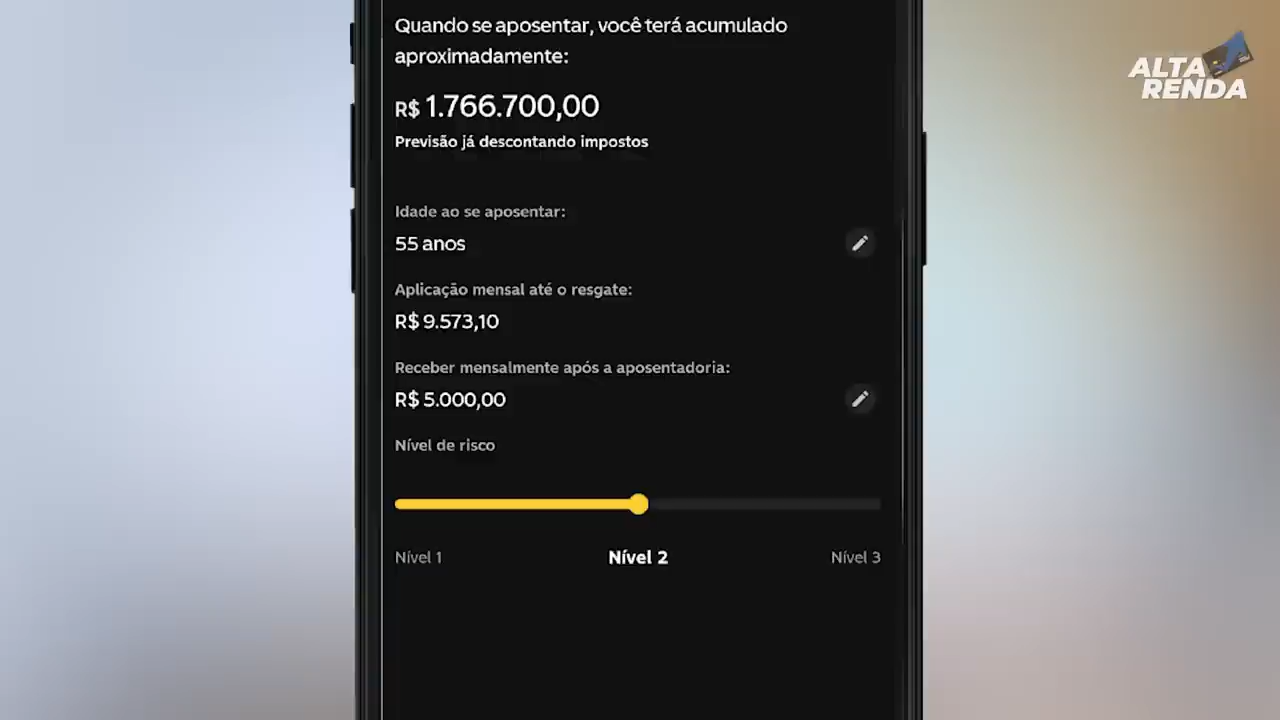 Quando se aposentar, você terá acumulado
aproximadamente:
R$ 1.766.700,00
Previsão já descontando impostos
Idade ao se aposentar:
55 anos
Aplicação mensal até o resgate:
R$ 9.573,10
Receber mensalmente após a aposentadoria:
R$ 5.000,00
Nível de risco
Nível 1
Nível 2
Nível 3
ALTA
RENDA